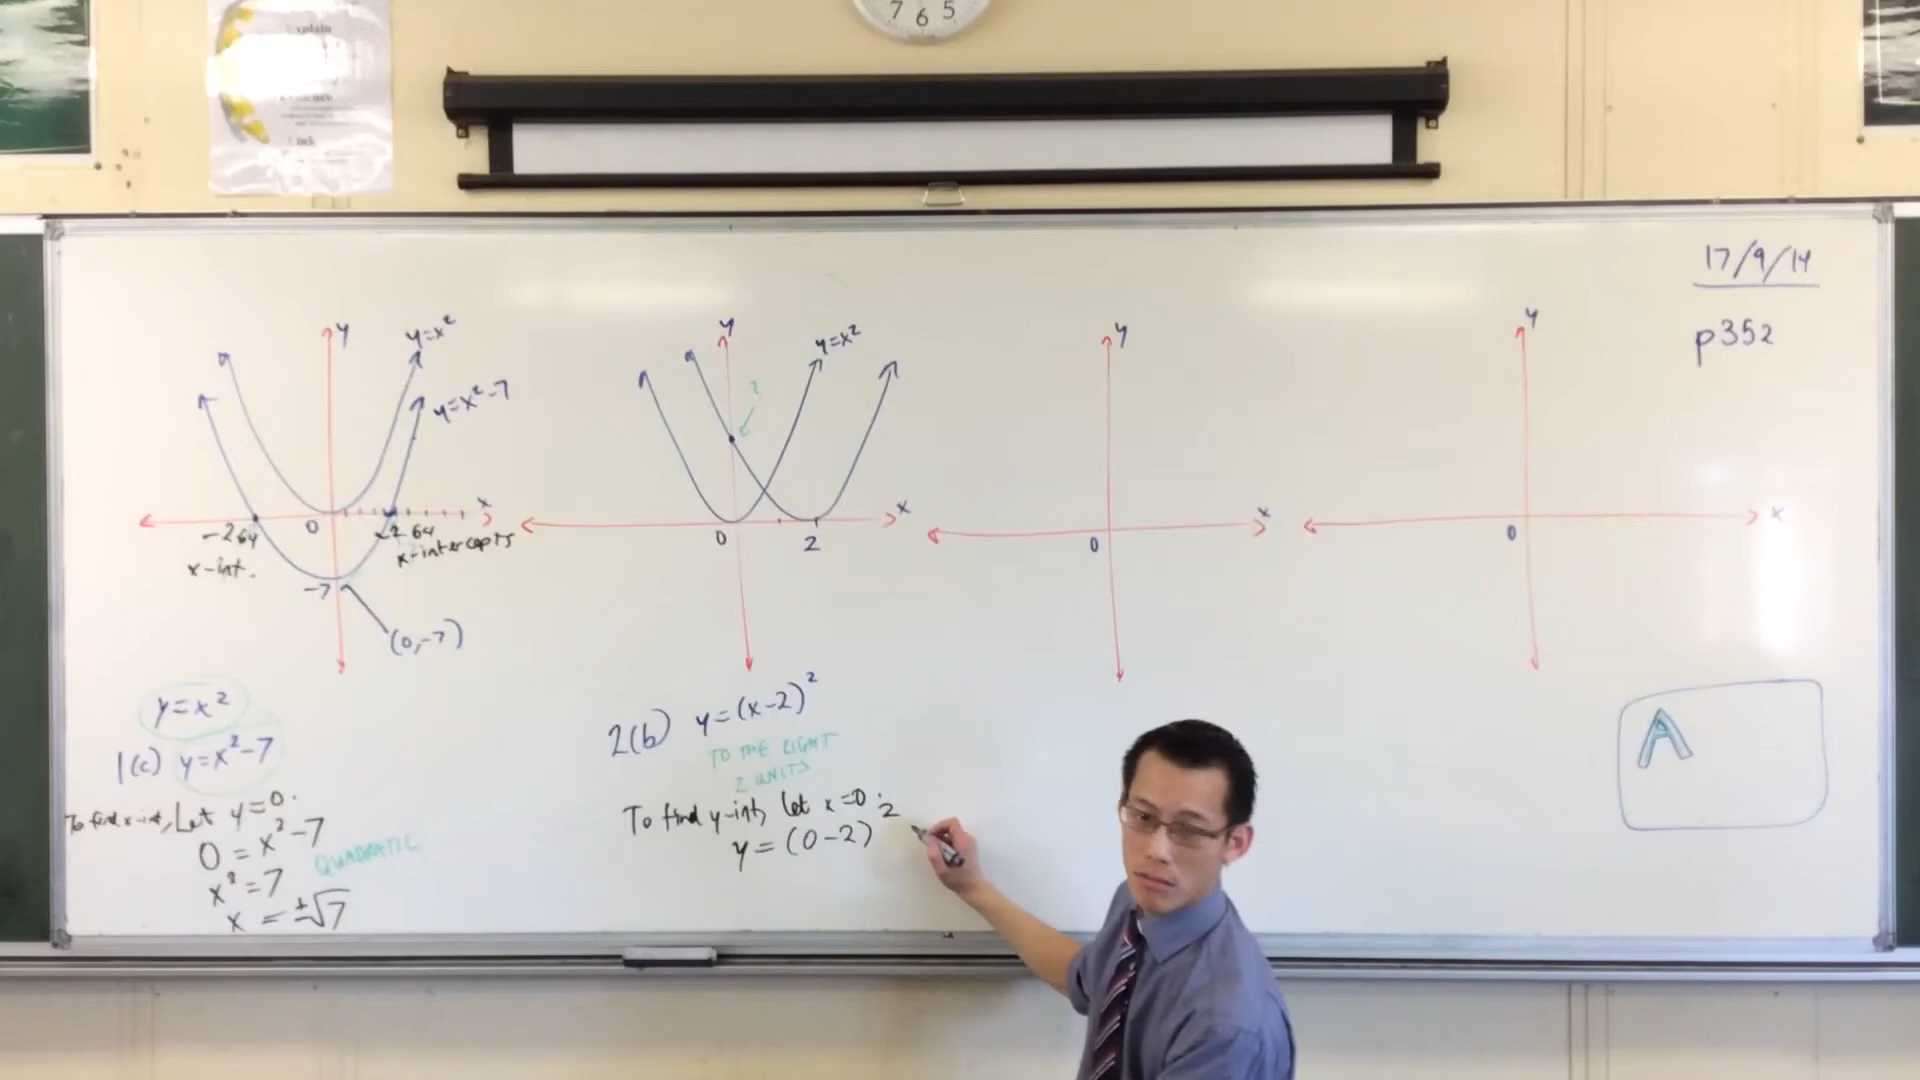 xplain
ink
7 6 5
17/9/14
p352
y
y=x²
y=x²-7
x
0
-2.64
x-int.
2.64
x-intercepts
-7
(0,-7)
y
y=x²
?
x
0
2
y
x
0
y
x
0
y=x²
1(c) y=x²-7
To find x-int, Let y=0.
0=x²-7
x²=7
x=±√7
QUADRATIC
2(b) y=(x-2)²
TO THE RIGHT
2 UNITS
To find y-int, let x=0:
y=(0-2)²
A